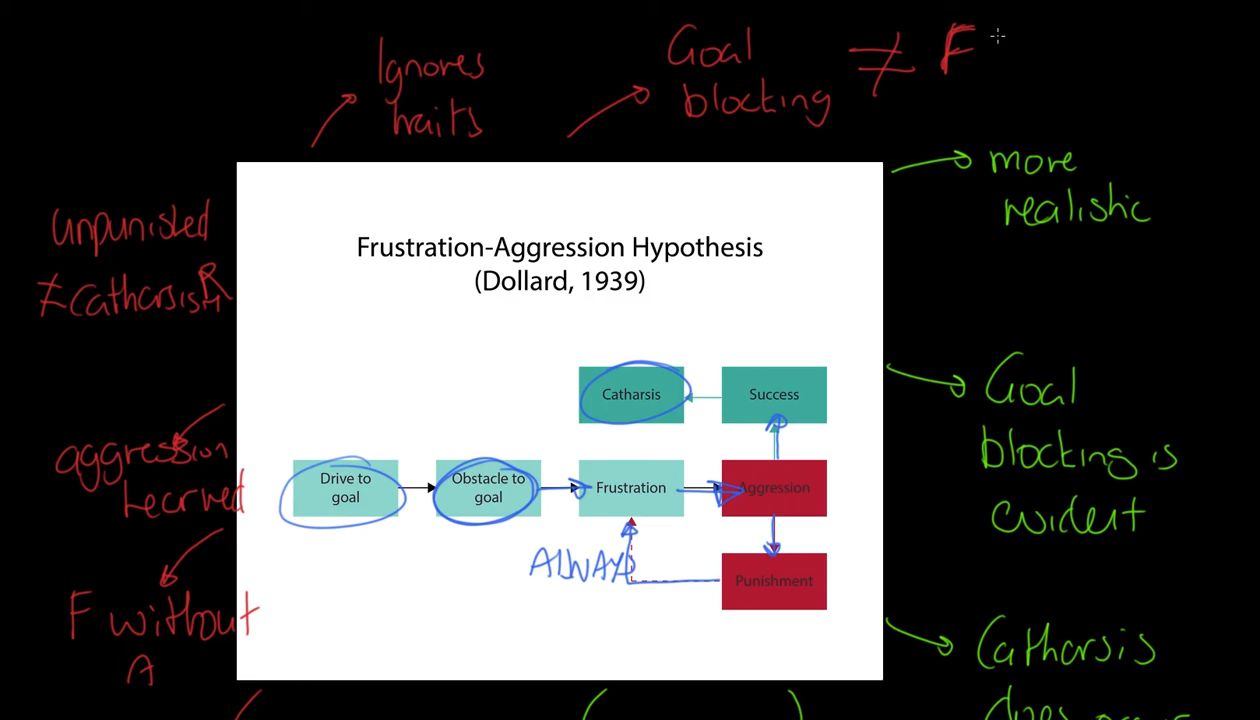 Ignores
traits
Goal
blocking ≠ F
more
realistic
unpunished
≠ Catharsis
Frustration-Aggression Hypothesis
(Dollard, 1939)
Catharsis
Success
Goal
blocking is
evident
aggression
learned
Drive to
goal
Obstacle to
goal
Frustration
Aggression
ALWAYS
Punishment
F without
A
Catharsis
does